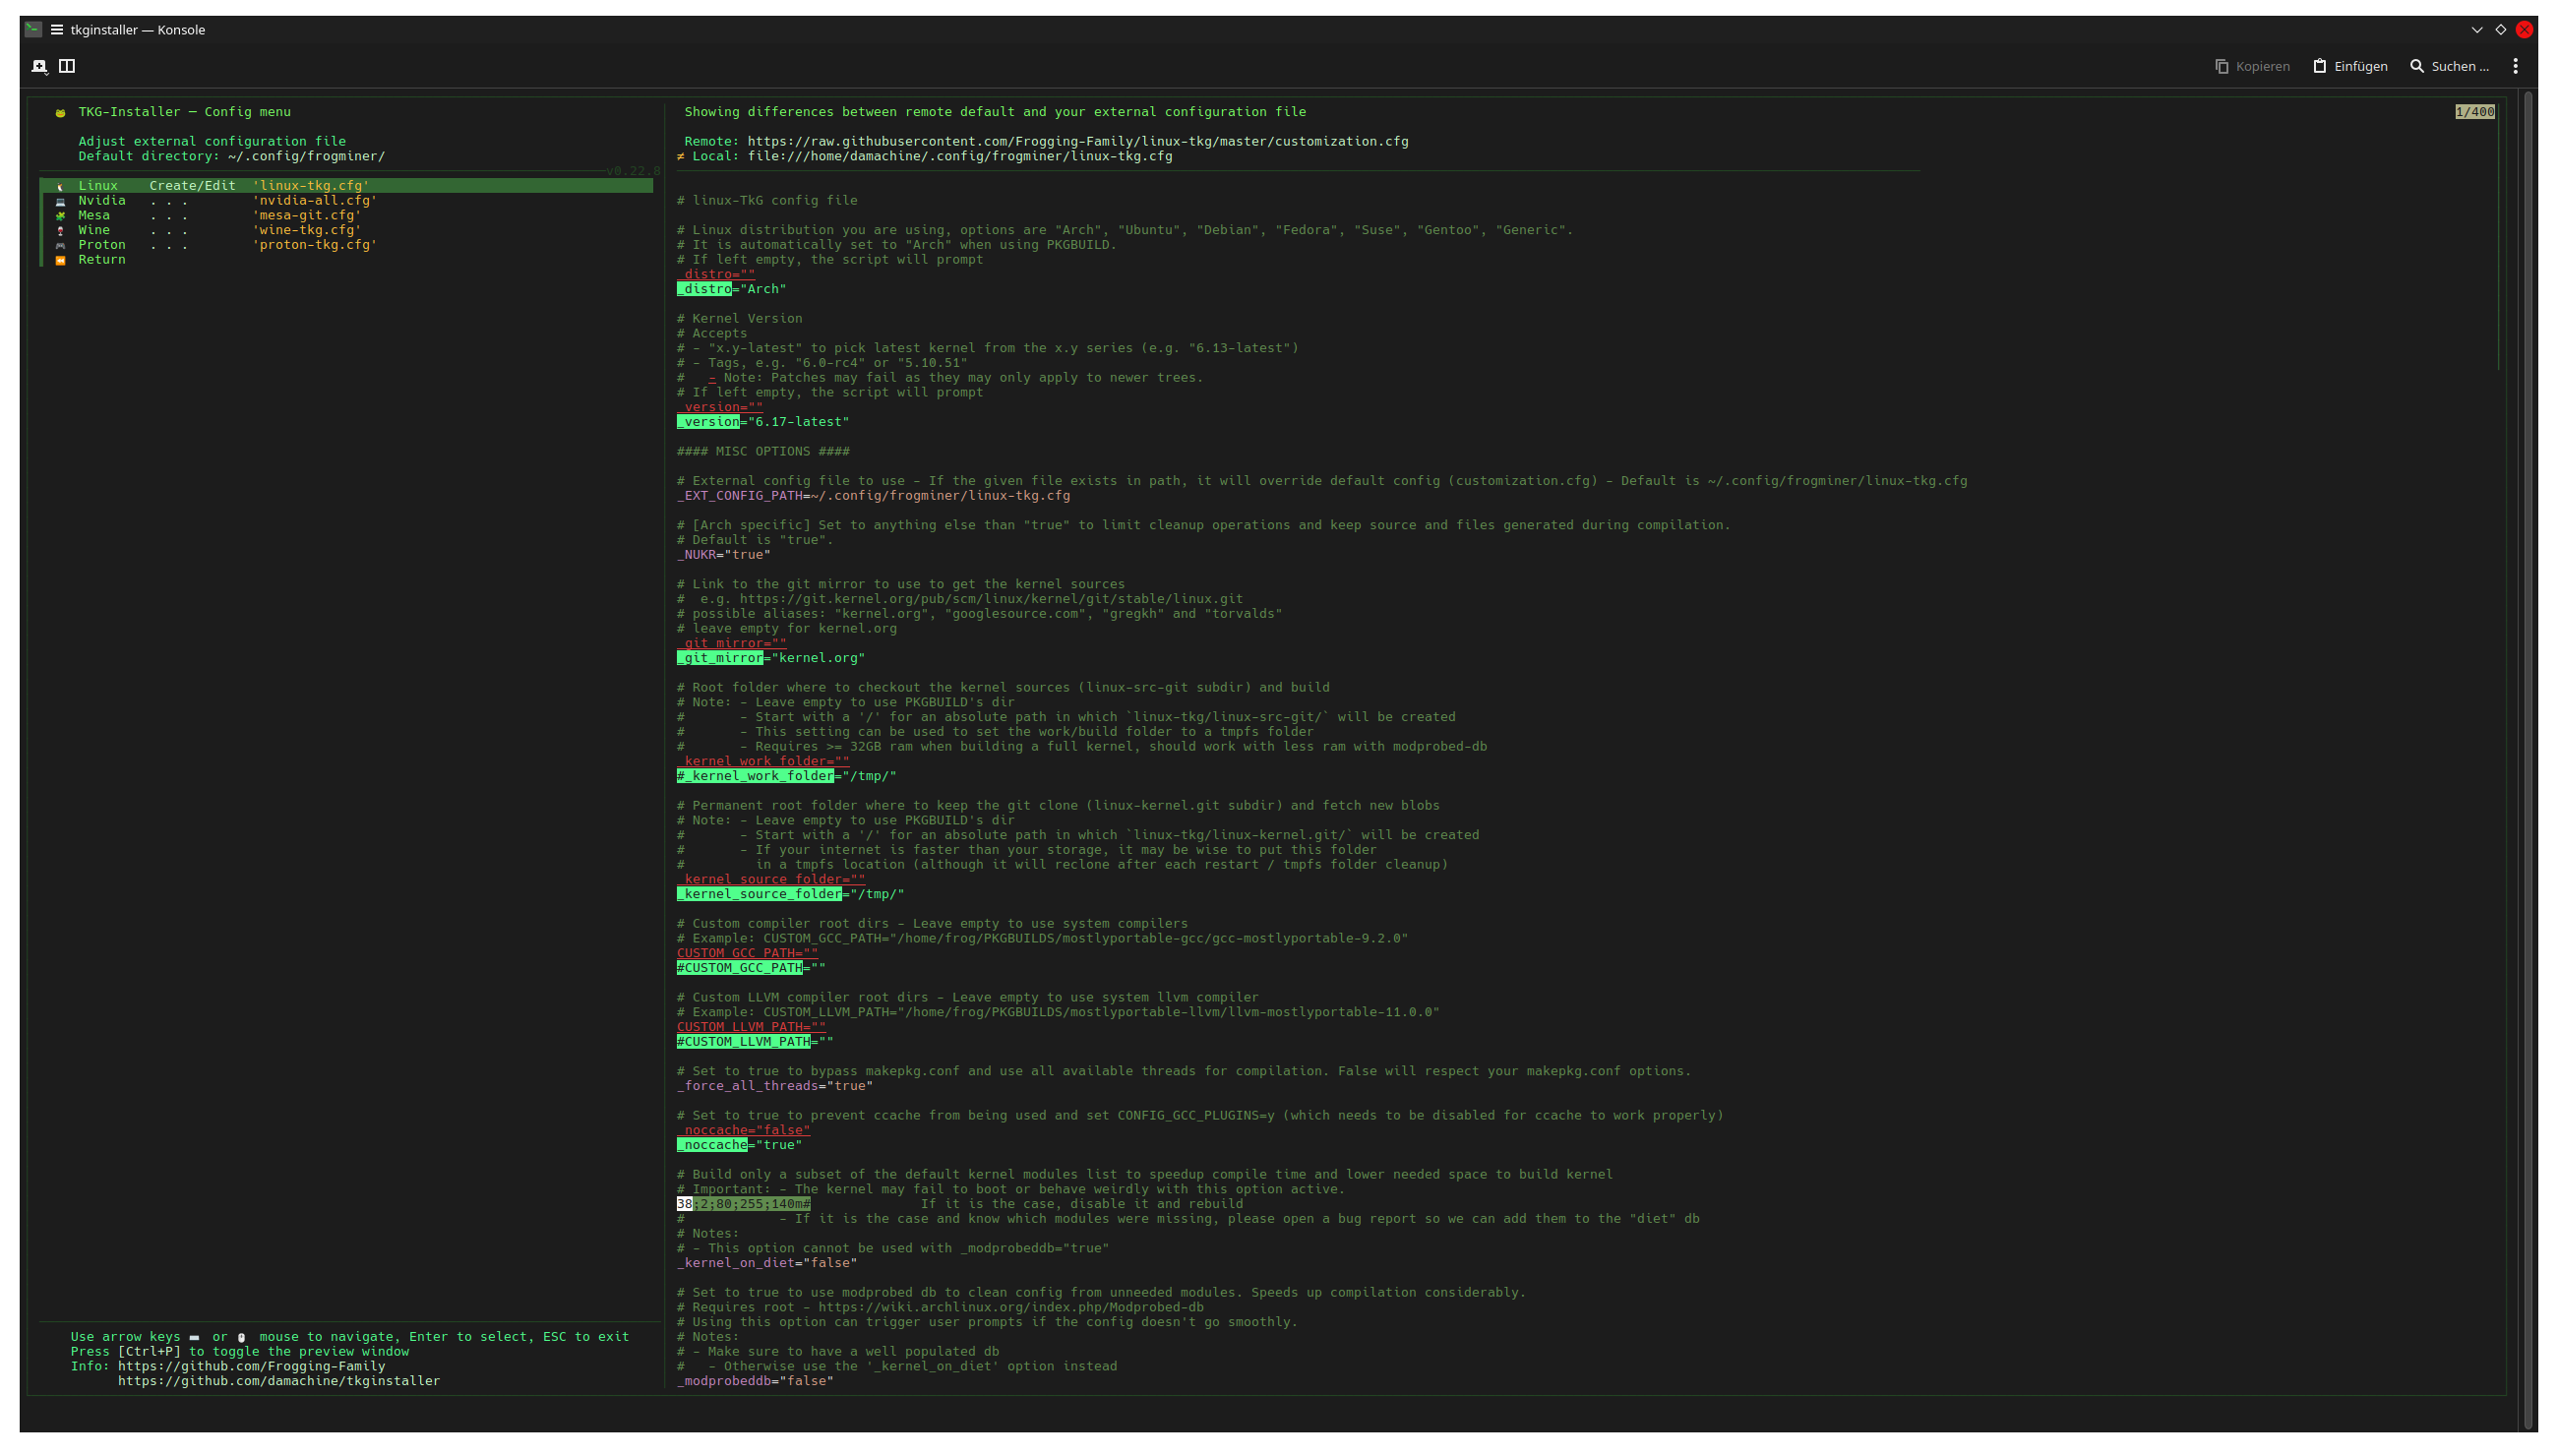 tkginstaller — Konsole
Kopieren
Einfügen
Suchen ...
TKG-Installer — Config menu
Adjust external configuration file
Default directory: ~/.config/frogminer/
v0.22.8
Linux Create/Edit 'linux-tkg.cfg'
Nvidia . . . 'nvidia-all.cfg'
Mesa . . . 'mesa-git.cfg'
Wine . . . 'wine-tkg.cfg'
Proton . . . 'proton-tkg.cfg'
Return
Use arrow keys or mouse to navigate, Enter to select, ESC to exit
Press [Ctrl+P] to toggle the preview window
Info: https://github.com/Frogging-Family
https://github.com/damachine/tkginstaller
Showing differences between remote default and your external configuration file
1/400
Remote: https://raw.githubusercontent.com/Frogging-Family/linux-tkg/master/customization.cfg
≠ Local: file:///home/damachine/.config/frogminer/linux-tkg.cfg
# linux-TkG config file
# Linux distribution you are using, options are "Arch", "Ubuntu", "Debian", "Fedora", "Suse", "Gentoo", "Generic".
# It is automatically set to "Arch" when using PKGBUILD.
# If left empty, the script will prompt
_distro=""
_distro="Arch"
# Kernel Version
# Accepts
# - "x.y-latest" to pick latest kernel from the x.y series (e.g. "6.13-latest")
# - Tags, e.g. "6.0-rc4" or "5.10.51"
#   - Note: Patches may fail as they may only apply to newer trees.
# If left empty, the script will prompt
_version=""
_version="6.17-latest"
#### MISC OPTIONS ####
# External config file to use - If the given file exists in path, it will override default config (customization.cfg) - Default is ~/.config/frogminer/linux-tkg.cfg
_EXT_CONFIG_PATH=~/.config/frogminer/linux-tkg.cfg
# [Arch specific] Set to anything else than "true" to limit cleanup operations and keep source and files generated during compilation.
# Default is "true".
_NUKR="true"
# Link to the git mirror to use to get the kernel sources
#  e.g. https://git.kernel.org/pub/scm/linux/kernel/git/stable/linux.git
# possible aliases: "kernel.org", "googlesource.com", "gregkh" and "torvalds"
# leave empty for kernel.org
_git_mirror=""
_git_mirror="kernel.org"
# Root folder where to checkout the kernel sources (linux-src-git subdir) and build
# Note: - Leave empty to use PKGBUILD's dir
#       - Start with a '/' for an absolute path in which `linux-tkg/linux-src-git/` will be created
#       - This setting can be used to set the work/build folder to a tmpfs folder
#       - Requires >= 32GB ram when building a full kernel, should work with less ram with modprobed-db
_kernel_work_folder=""
#_kernel_work_folder="/tmp/"
# Permanent root folder where to keep the git clone (linux-kernel.git subdir) and fetch new blobs
# Note: - Leave empty to use PKGBUILD's dir
#       - Start with a '/' for an absolute path in which `linux-tkg/linux-kernel.git/` will be created
#       - If your internet is faster than your storage, it may be wise to put this folder
#         in a tmpfs location (although it will reclone after each restart / tmpfs folder cleanup)
_kernel_source_folder=""
_kernel_source_folder="/tmp/"
# Custom compiler root dirs - Leave empty to use system compilers
# Example: CUSTOM_GCC_PATH="/home/frog/PKGBUILDS/mostlyportable-gcc/gcc-mostlyportable-9.2.0"
CUSTOM_GCC_PATH=""
#CUSTOM_GCC_PATH=""
# Custom LLVM compiler root dirs - Leave empty to use system llvm compiler
# Example: CUSTOM_LLVM_PATH="/home/frog/PKGBUILDS/mostlyportable-llvm/llvm-mostlyportable-11.0.0"
CUSTOM_LLVM_PATH=""
#CUSTOM_LLVM_PATH=""
# Set to true to bypass makepkg.conf and use all available threads for compilation. False will respect your makepkg.conf options.
_force_all_threads="true"
# Set to true to prevent ccache from being used and set CONFIG_GCC_PLUGINS=y (which needs to be disabled for ccache to work properly)
_noccache="false"
_noccache="true"
# Build only a subset of the default kernel modules list to speedup compile time and lower needed space to build kernel
# Important: - The kernel may fail to boot or behave weirdly with this option active.
38;2;80;255;140m#              If it is the case, disable it and rebuild
#            - If it is the case and know which modules were missing, please open a bug report so we can add them to the "diet" db
# Notes:
# - This option cannot be used with _modprobeddb="true"
_kernel_on_diet="false"
# Set to true to use modprobed db to clean config from unneeded modules. Speeds up compilation considerably.
# Requires root - https://wiki.archlinux.org/index.php/Modprobed-db
# Using this option can trigger user prompts if the config doesn't go smoothly.
# Notes:
# - Make sure to have a well populated db
#   - Otherwise use the '_kernel_on_diet' option instead
_modprobeddb="false"